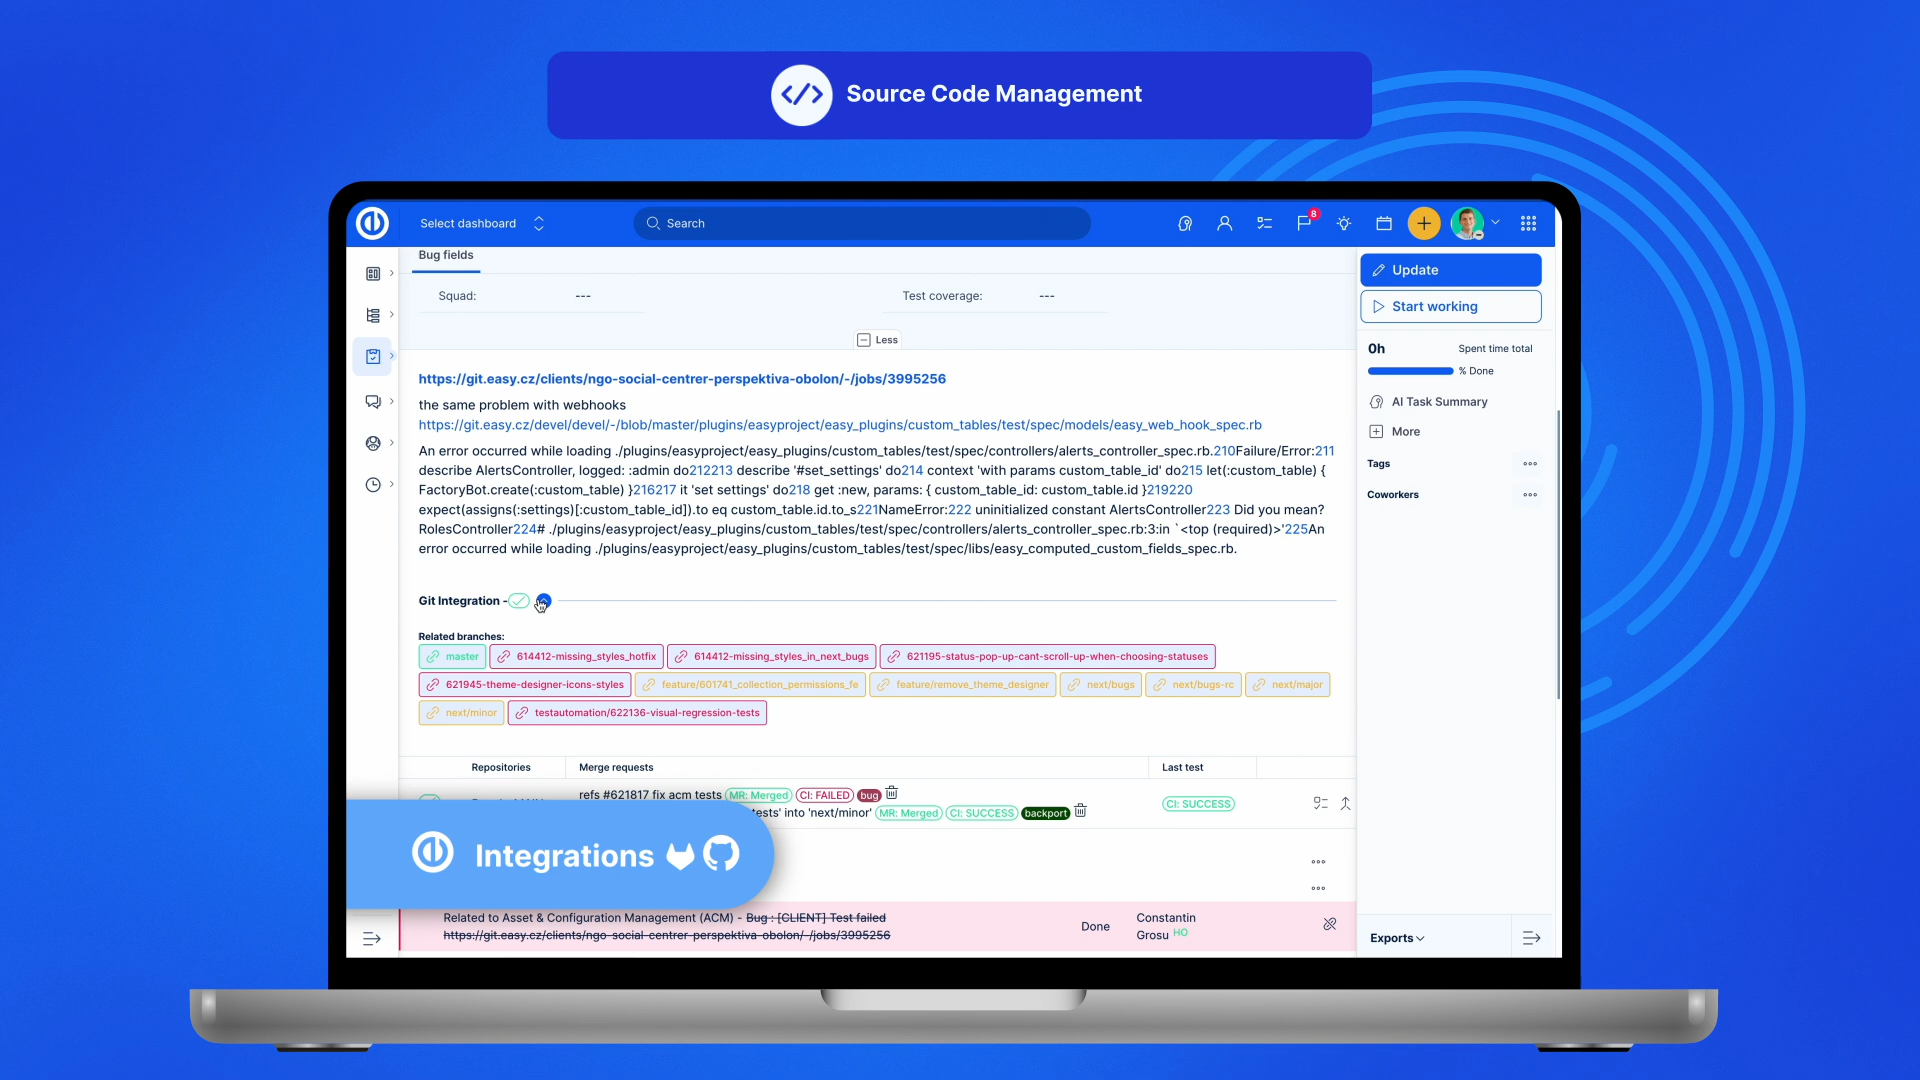 Source Code Management
Select dashboard
Search
8
Bug fields
Squad: ---
Test coverage: ---
Less
https://git.easy.cz/clients/ngo-social-centrer-perspektiva-obolon/-/jobs/3995256
the same problem with webhooks
https://git.easy.cz/devel/devel/-/blob/master/plugins/easyproject/easy_plugins/custom_tables/test/spec/models/easy_web_hook_spec.rb
An error occurred while loading ./plugins/easyproject/easy_plugins/custom_tables/test/spec/controllers/alerts_controller_spec.rb.210Failure/Error:211
describe AlertsController, logged: :admin do212213 describe '#set_settings' do214 context 'with params custom_table_id' do215 let(:custom_table) {
FactoryBot.create(:custom_table) }216217 it 'set settings' do218 get :new, params: { custom_table_id: custom_table.id }219220
expect(assigns(:settings)[:custom_table_id]).to eq custom_table.id.to_s221NameError:222 uninitialized constant AlertsController223 Did you mean?
RolesController224# ./plugins/easyproject/easy_plugins/custom_tables/test/spec/controllers/alerts_controller_spec.rb:3:in `<top (required)>'225An
error occurred while loading ./plugins/easyproject/easy_plugins/custom_tables/test/spec/libs/easy_computed_custom_fields_spec.rb.
Git Integration -
Related branches:
master 614412-missing_styles_hotfix 614412-missing_styles_in_next_bugs 621195-status-pop-up-cant-scroll-up-when-choosing-statuses
621945-theme-designer-icons-styles feature/601741_collection_permissions_fe feature/remove_theme_designer next/bugs next/bugs-rc next/major
next/minor testautomation/622136-visual-regression-tests
Repositories Merge requests Last test
refs #621817 fix acm tests MR: Merged CI: FAILED bug
tests' into 'next/minor' MR: Merged CI: SUCCESS backport
CI: SUCCESS
Integrations
Related to Asset & Configuration Management (ACM) - Bug : [CLIENT] Test failed
https://git.easy.cz/clients/ngo-social-centrer-perspektiva-obolon/-/jobs/3995256
Done
Constantin
Grosu HO
Update
Start working
0h Spent time total
% Done
AI Task Summary
More
Tags
Coworkers
Exports